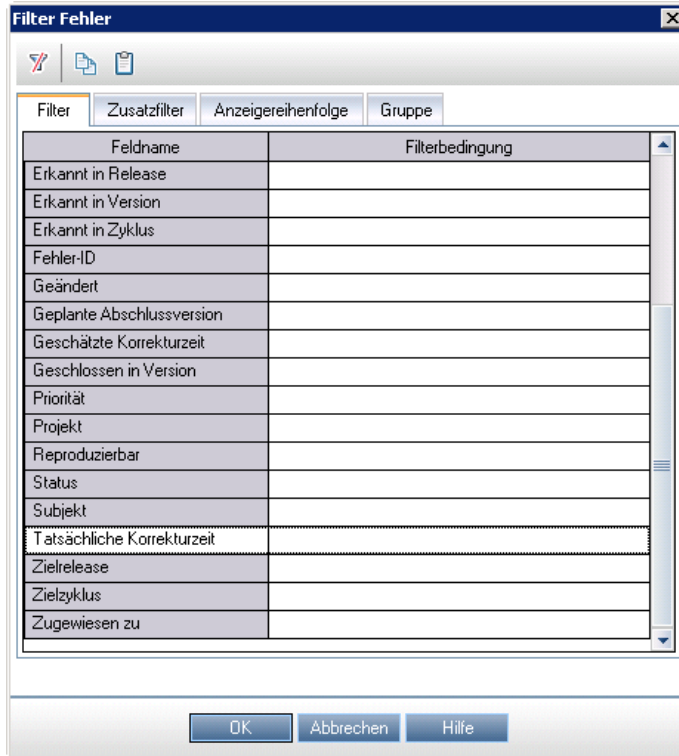 Filter Fehler
Filter Zusatzfilter Anzeigereihenfolge Gruppe
Feldname Filterbedingung
Erkannt in Release
Erkannt in Version
Erkannt in Zyklus
Fehler-ID
Geändert
Geplante Abschlussversion
Geschätzte Korrekturzeit
Geschlossen in Version
Priorität
Projekt
Reproduzierbar
Status
Subjekt
Tatsächliche Korrekturzeit
Zielrelease
Zielzyklus
Zugewiesen zu
OK Abbrechen Hilfe